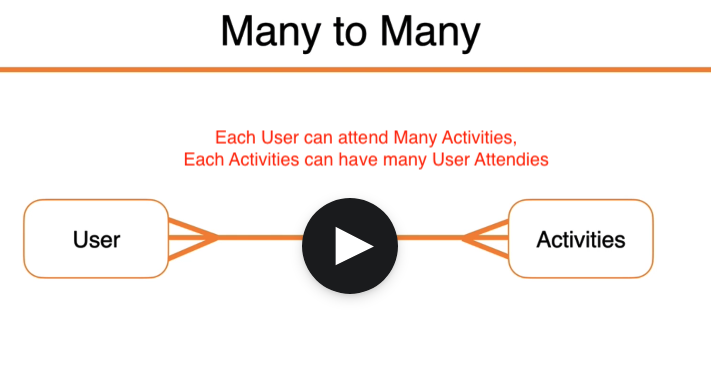 Many to Many
Each User can attend Many Activities,
Each Activities can have many User Attendies
User
Activities